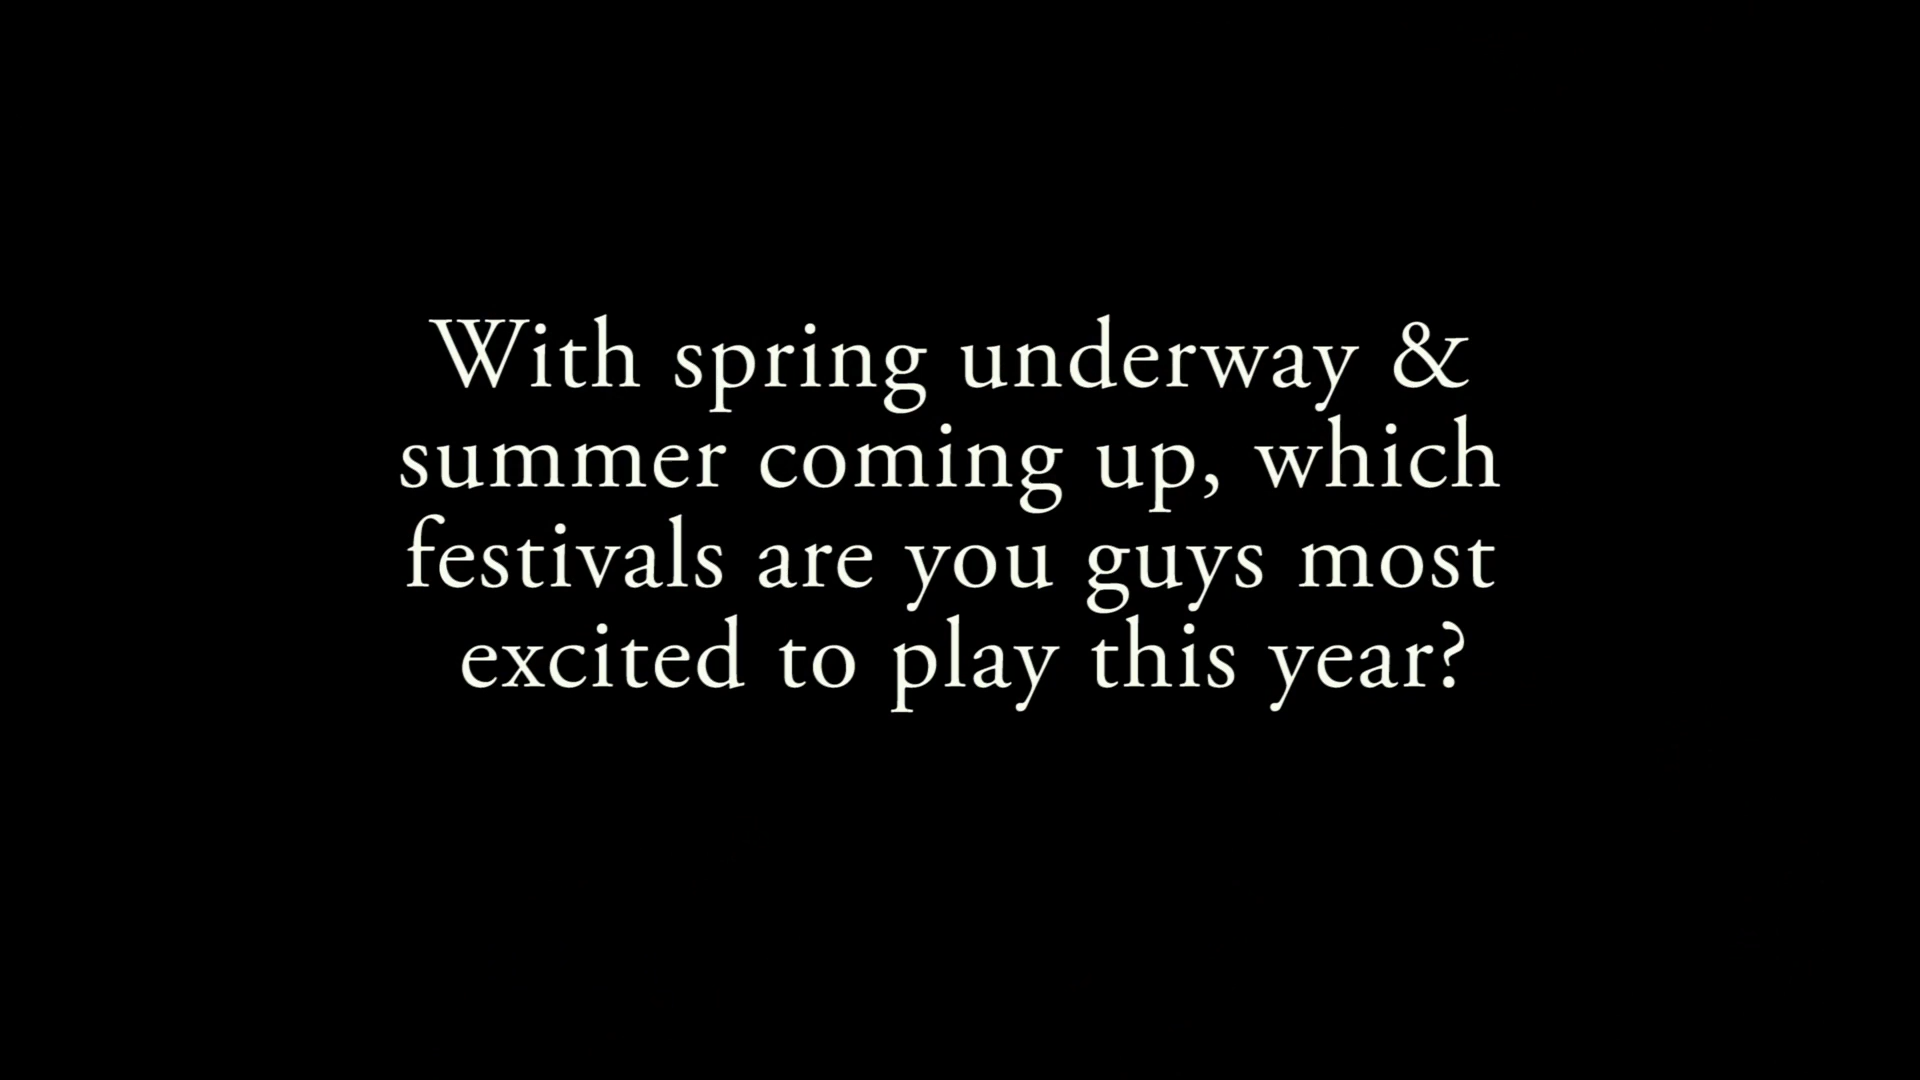 With spring underway &
summer coming up, which
festivals are you guys most
excited to play this year?